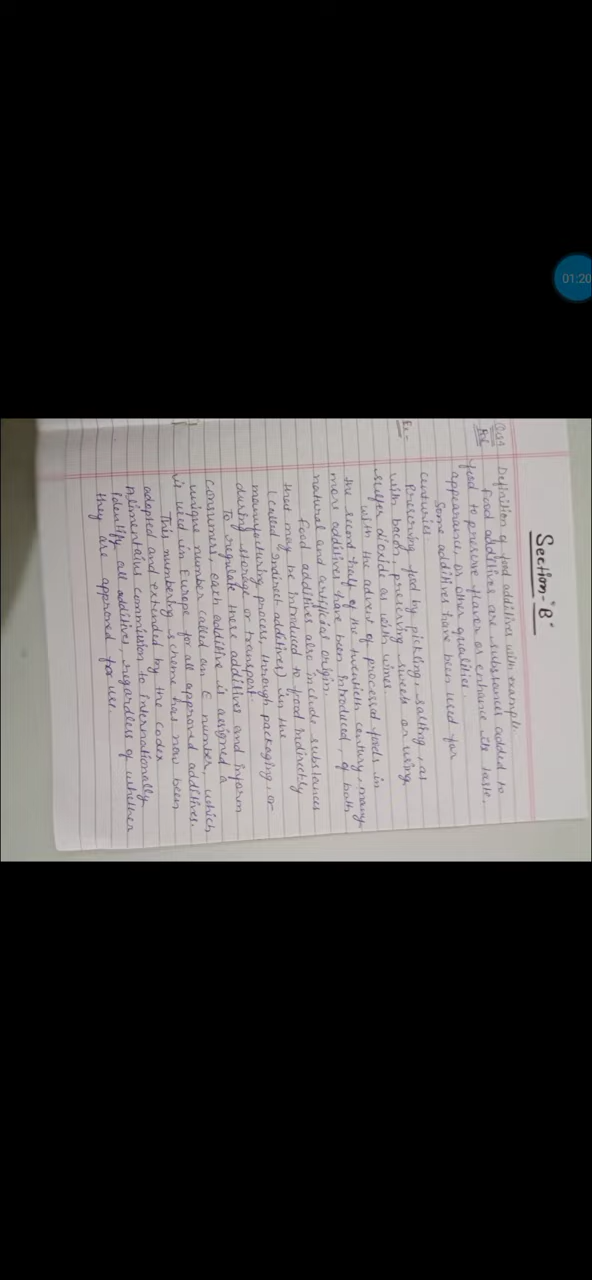 Section-"B"
Definition of food additives with example.
Sol food additives are substances added to
food to preserve flavor or enhance its taste,
appearance, or other qualities.
Some additives have been used for
centuries.
Ex- Preserving food by pickling, salting, as
with bacon, preserving sweets or using
sulfer dioxide as with wines.
with the advent of processed foods in
the second half of the twentieth century, many
more additives have been introduced, of both
natural and artificial origin.
food additives also include substances
that may be introduced to food indirectly
(called "indirect additives) in the
manufacturing process, through packaging, or
during storage or transport.
To regulate these additives and inform
consumers, each additive is assigned a
unique number called an E number, which
is used in Europe for all approved additives.
This numbering scheme has now been
adopted and extended by the codex
Alimentarius commission to internationally
identify all additives, regardless of whether
they are approved for use.
01:20